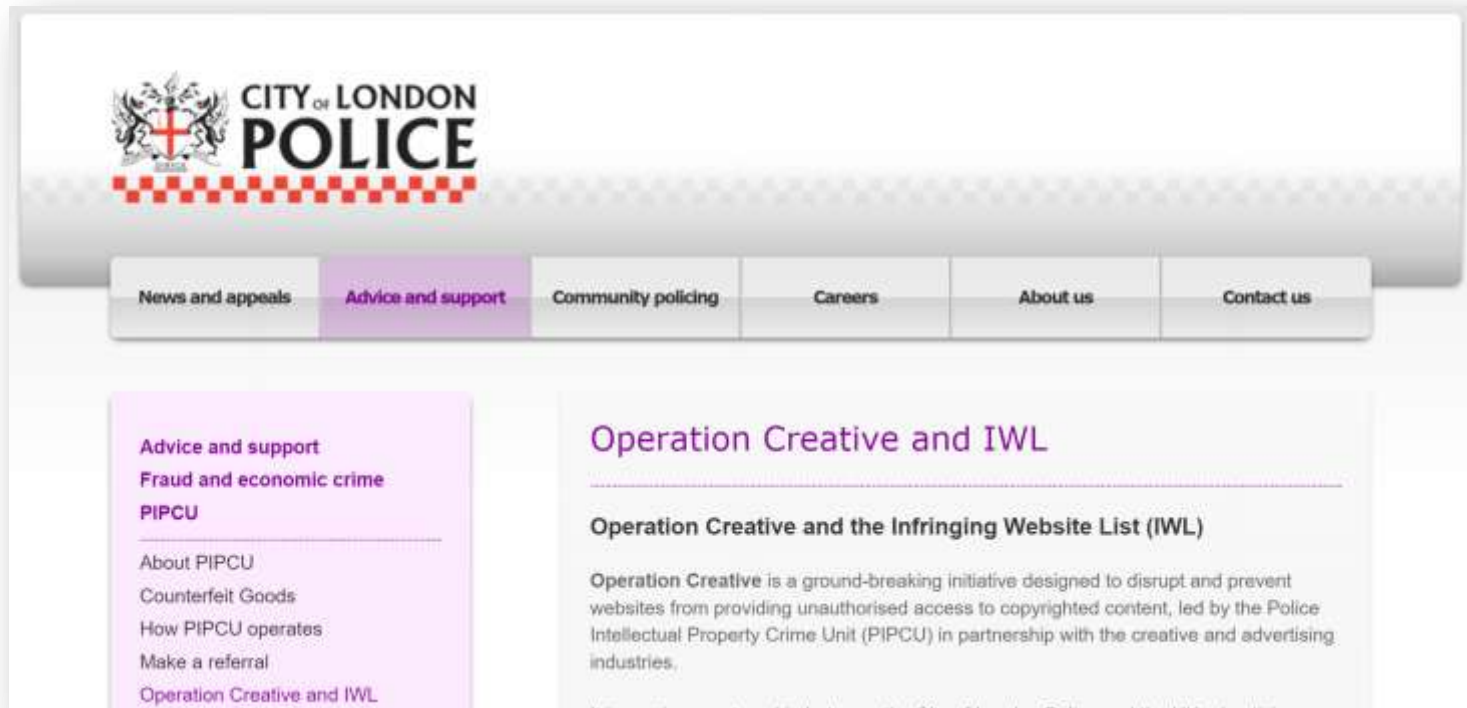 CITY OF LONDON
POLICE
News and appeals
Advice and support
Community policing
Careers
About us
Contact us
Advice and support
Fraud and economic crime
PIPCU
About PIPCU
Counterfeit Goods
How PIPCU operates
Make a referral
Operation Creative and IWL
Operation Creative and IWL
Operation Creative and the Infringing Website List (IWL)
Operation Creative is a ground-breaking initiative designed to disrupt and prevent
websites from providing unauthorised access to copyrighted content, led by the Police
Intellectual Property Crime Unit (PIPCU) in partnership with the creative and advertising
industries.